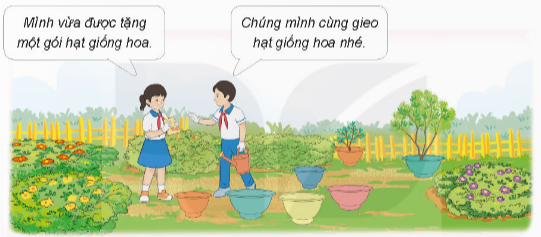 Mình vừa được tặng
một gói hạt giống hoa.
Chúng mình cùng gieo
hạt giống hoa nhé.